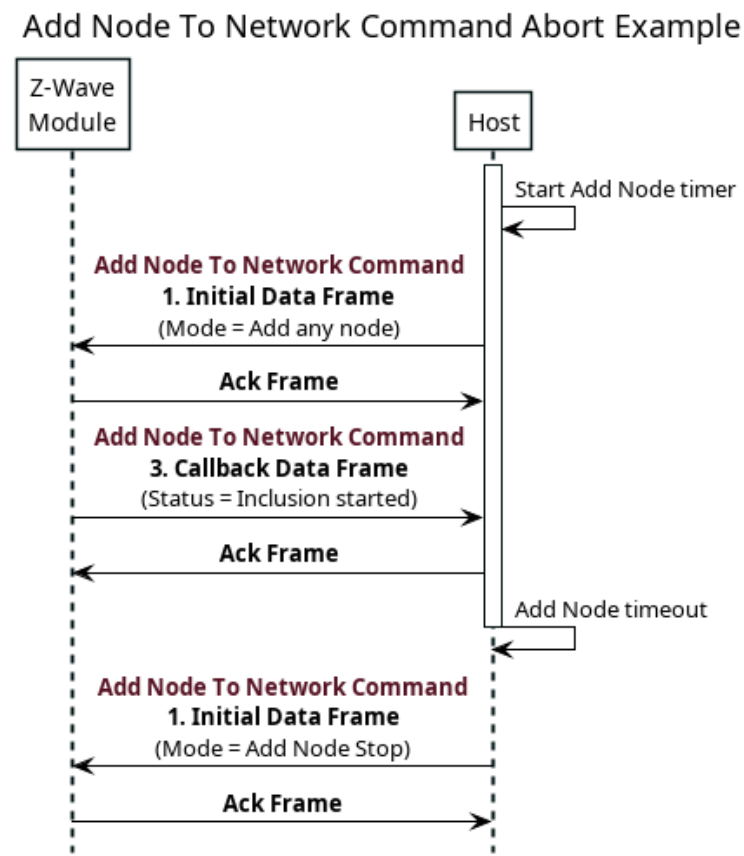 Add Node To Network Command Abort Example
Z-Wave
Module
Host
Start Add Node timer
Add Node To Network Command
1. Initial Data Frame
(Mode = Add any node)
Ack Frame
Add Node To Network Command
3. Callback Data Frame
(Status = Inclusion started)
Ack Frame
Add Node timeout
Add Node To Network Command
1. Initial Data Frame
(Mode = Add Node Stop)
Ack Frame